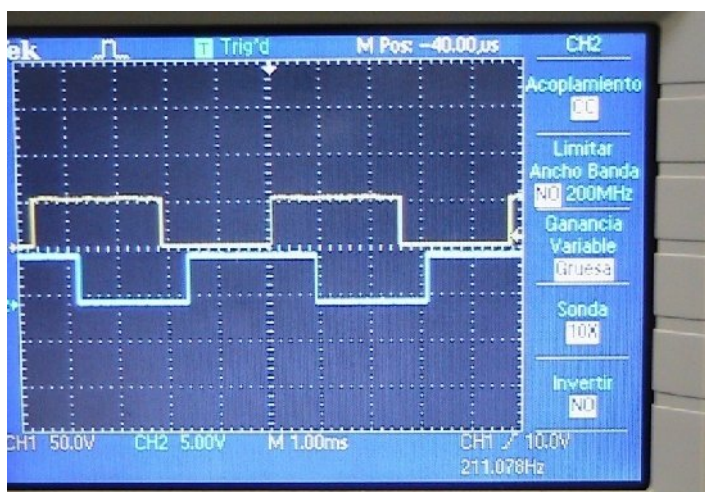 ek T Trig'd M Pos: -40.00µs CH2
Acoplamiento
CC
Limitar
Ancho Banda
NO 200MHz
Ganancia
Variable
Gruesa
Sonda
10X
Invertir
NO
CH1 50.0V CH2 5.00V M 1.00ms CH1 / 10.0V
211.078Hz